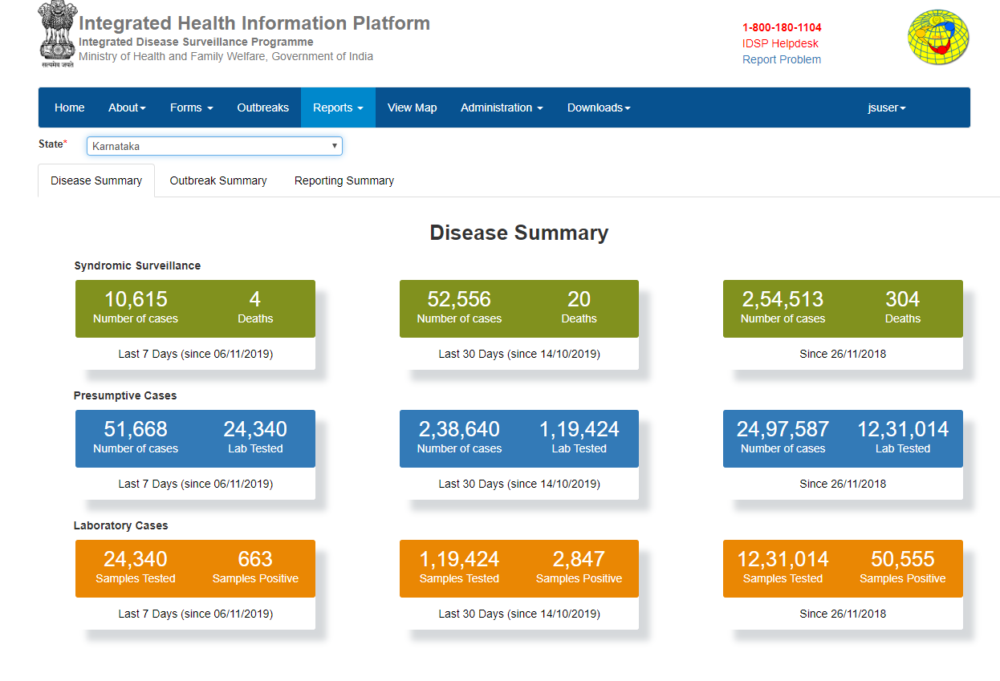 Integrated Health Information Platform
Integrated Disease Surveillance Programme
Ministry of Health and Family Welfare, Government of India
सत्यमेव जयते
1-800-180-1104
IDSP Helpdesk
Report Problem
Home About Forms Outbreaks Reports View Map Administration Downloads jsuser
State* Karnataka
Disease Summary Outbreak Summary Reporting Summary
Disease Summary
Syndromic Surveillance
10,615 4 52,556 20 2,54,513 304
Number of cases Deaths Number of cases Deaths Number of cases Deaths
Last 7 Days (since 06/11/2019) Last 30 Days (since 14/10/2019) Since 26/11/2018
Presumptive Cases
51,668 24,340 2,38,640 1,19,424 24,97,587 12,31,014
Number of cases Lab Tested Number of cases Lab Tested Number of cases Lab Tested
Last 7 Days (since 06/11/2019) Last 30 Days (since 14/10/2019) Since 26/11/2018
Laboratory Cases
24,340 663 1,19,424 2,847 12,31,014 50,555
Samples Tested Samples Positive Samples Tested Samples Positive Samples Tested Samples Positive
Last 7 Days (since 06/11/2019) Last 30 Days (since 14/10/2019) Since 26/11/2018